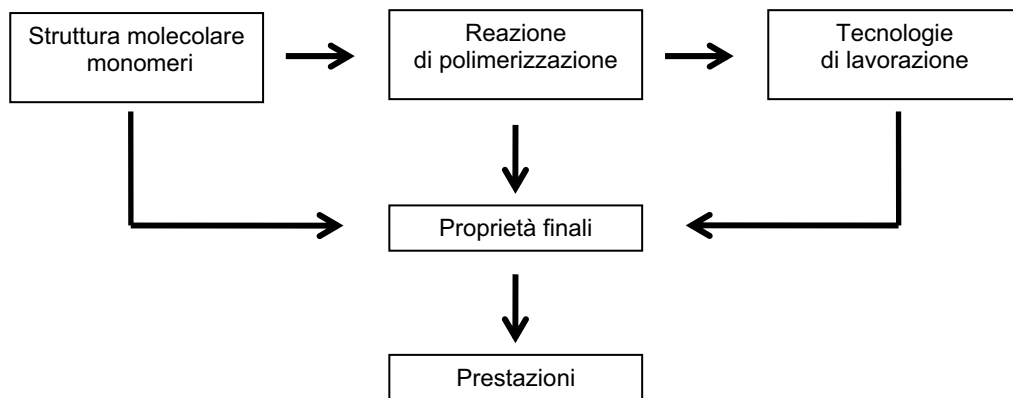 Struttura molecolare
monomeri
Reazione
di polimerizzazione
Tecnologie
di lavorazione
Proprietà finali
Prestazioni